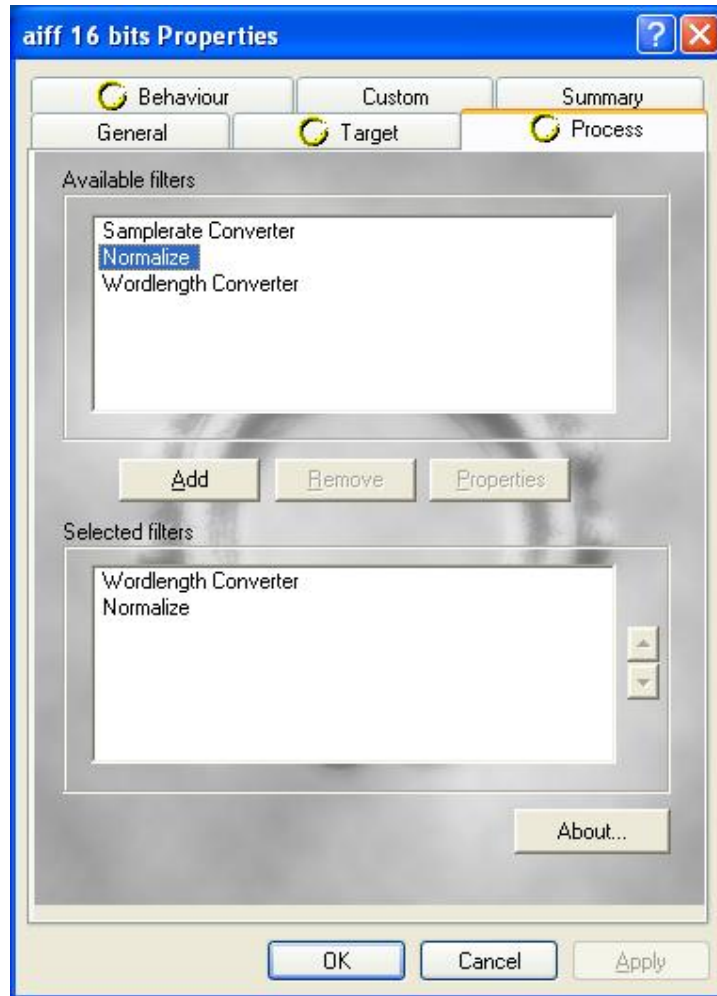 aiff 16 bits Properties
Behaviour
Custom
Summary
General
Target
Process
Available filters
Samplerate Converter
Normalize
Wordlength Converter
Add
Remove
Properties
Selected filters
Wordlength Converter
Normalize
About...
OK
Cancel
Apply